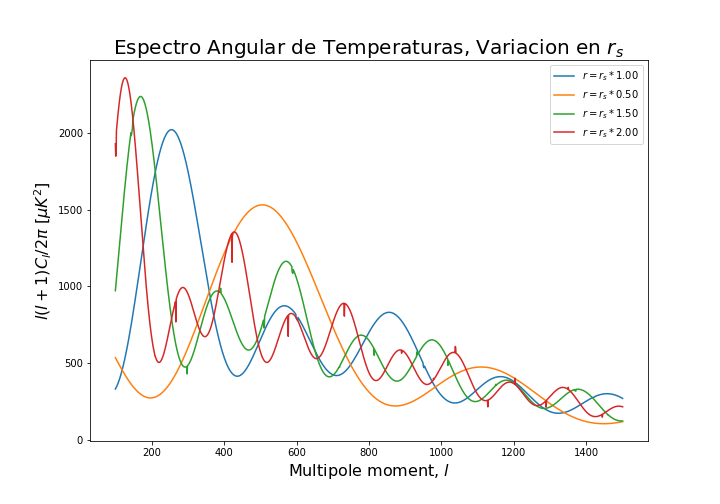 Espectro Angular de Temperaturas, Variacion en r_s
r = r_s * 1.00
r = r_s * 0.50
r = r_s * 1.50
r = r_s * 2.00
l(l + 1)C_l/2π [μK²]
2000
1500
1000
500
0
200 400 600 800 1000 1200 1400
Multipole moment, l